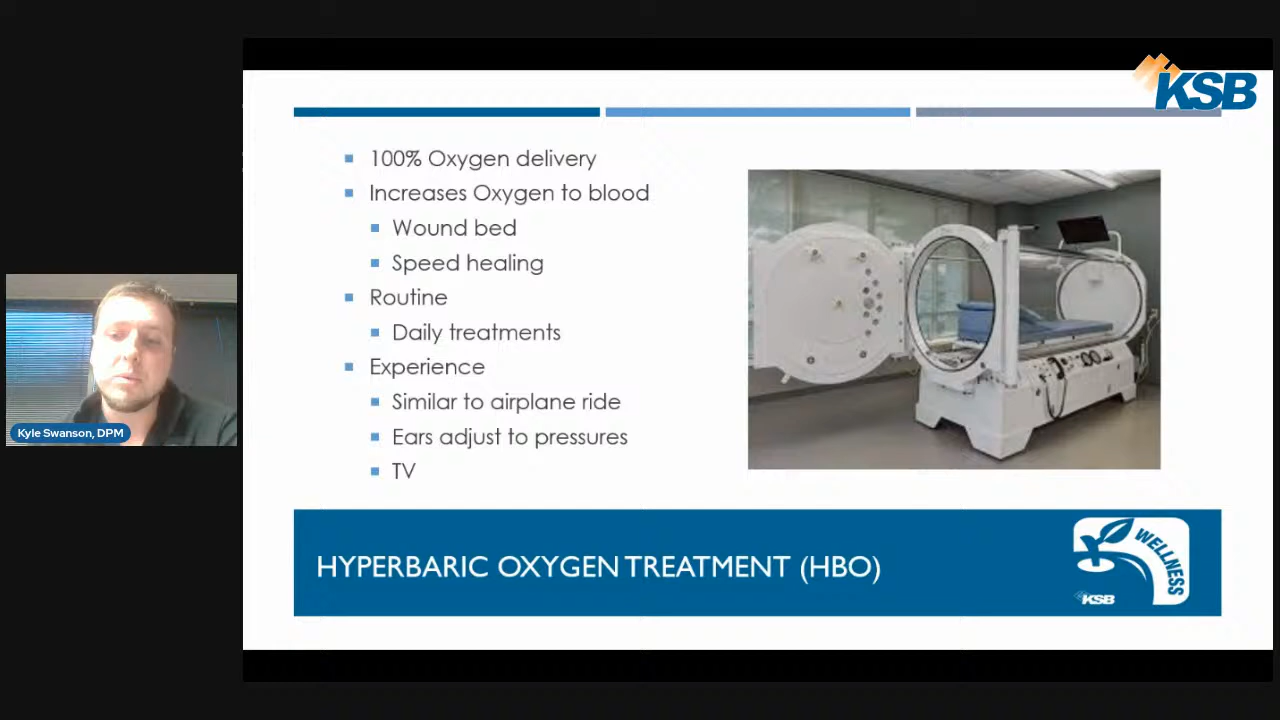 KSB
100% Oxygen delivery
Increases Oxygen to blood
Wound bed
Speed healing
Routine
Daily treatments
Experience
Similar to airplane ride
Ears adjust to pressures
TV
Kyle Swanson, DPM
HYPERBARIC OXYGEN TREATMENT (HBO)
WELLNESS
KSB